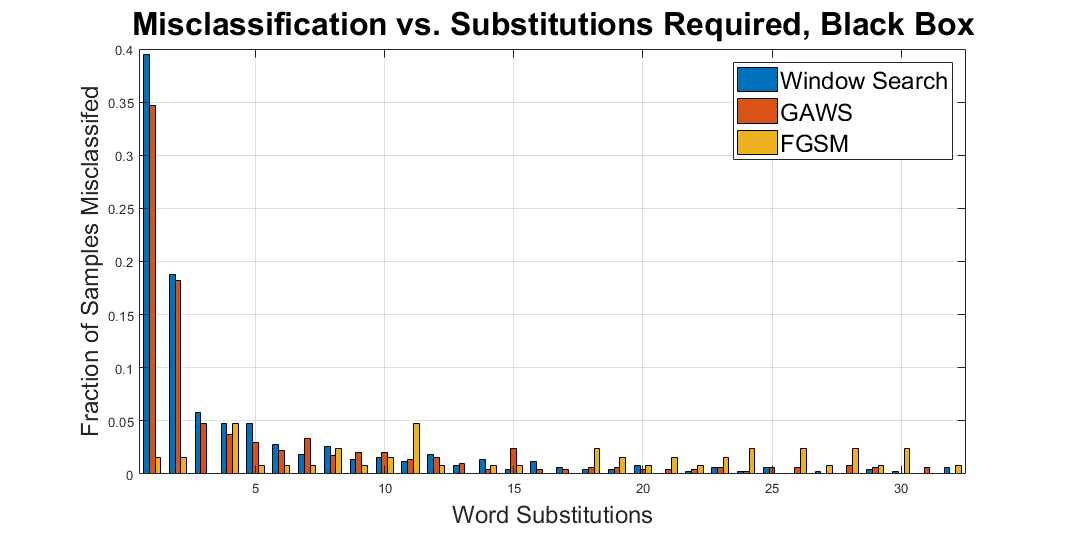 Misclassification vs. Substitutions Required, Black Box
Fraction of Samples Misclassifed
0.4
0.35
0.3
0.25
0.2
0.15
0.1
0.05
0
Window Search
GAWS
FGSM
5
10
15
20
25
30
Word Substitutions